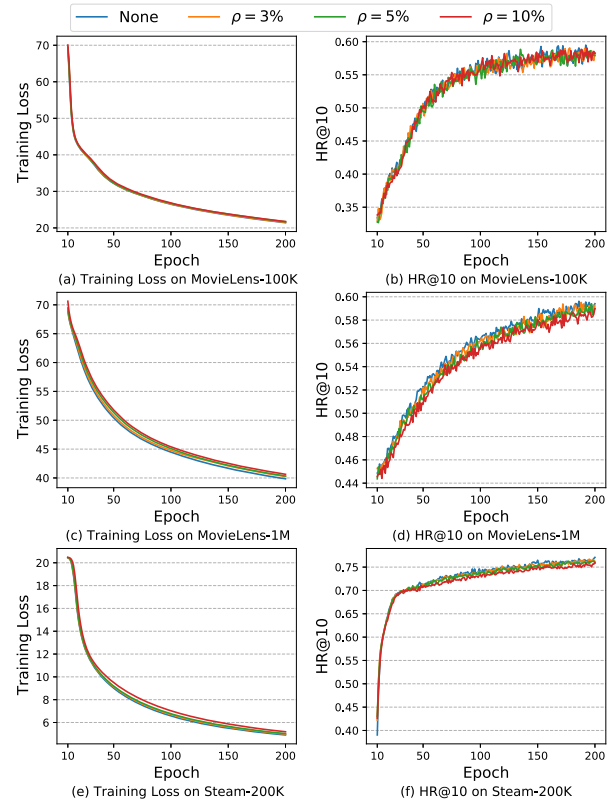 None ρ = 3% ρ = 5% ρ = 10%
70
60
50
40
30
20
Training Loss
10 50 100 150 200
Epoch
(a) Training Loss on MovieLens-100K
0.60
0.55
0.50
0.45
0.40
0.35
HR@10
10 50 100 150 200
Epoch
(b) HR@10 on MovieLens-100K
70
65
60
55
50
45
40
Training Loss
10 50 100 150 200
Epoch
(c) Training Loss on MovieLens-1M
0.60
0.58
0.56
0.54
0.52
0.50
0.48
0.46
0.44
HR@10
10 50 100 150 200
Epoch
(d) HR@10 on MovieLens-1M
20
18
16
14
12
10
8
6
Training Loss
10 50 100 150 200
Epoch
(e) Training Loss on Steam-200K
0.75
0.70
0.65
0.60
0.55
0.50
0.45
0.40
HR@10
10 50 100 150 200
Epoch
(f) HR@10 on Steam-200K